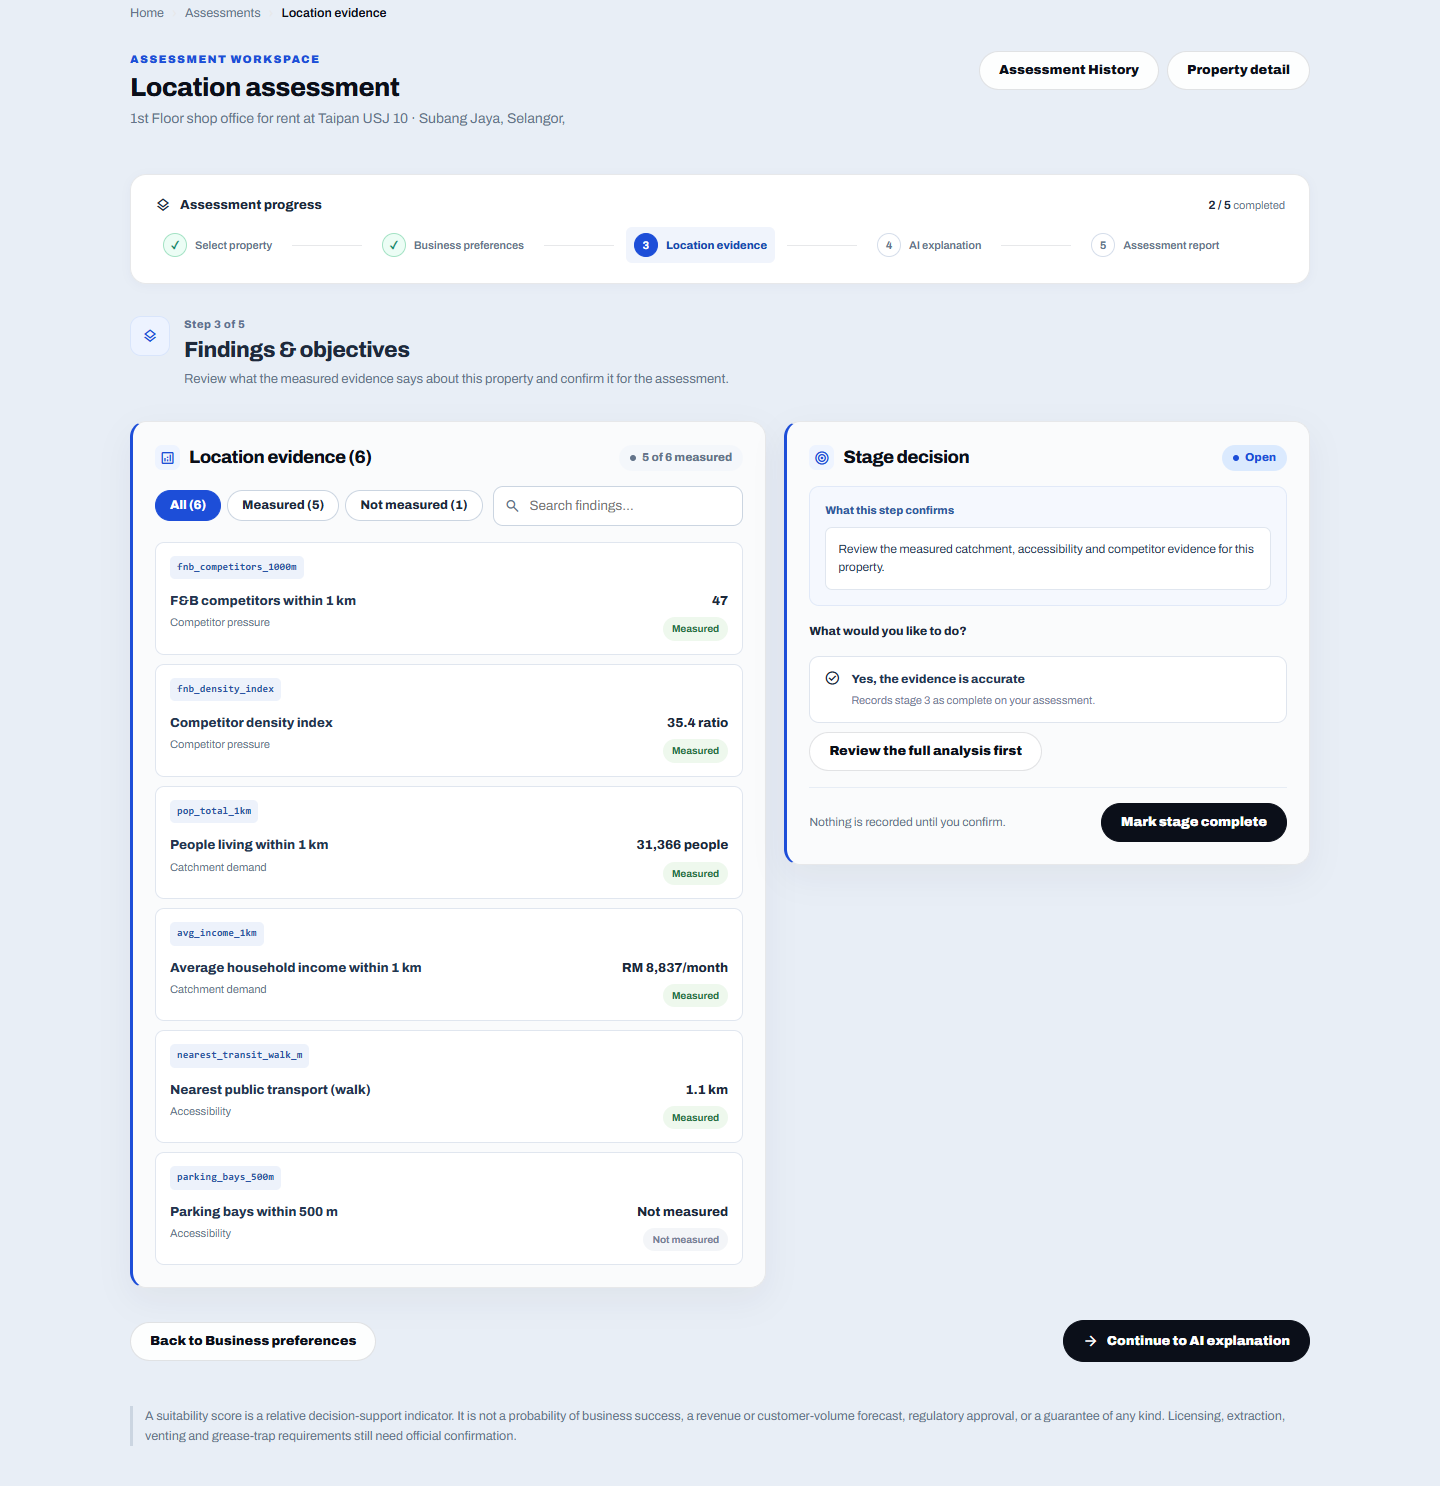 Home Assessments Location evidence
ASSESSMENT WORKSPACE
Location assessment
1st Floor shop office for rent at Taipan USJ 10 · Subang Jaya, Selangor,
Assessment History
Property detail
Assessment progress
2 / 5 completed
Select property
Business preferences
3 Location evidence
4 AI explanation
5 Assessment report
Step 3 of 5
Findings & objectives
Review what the measured evidence says about this property and confirm it for the assessment.
Location evidence (6)
5 of 6 measured
All (6)
Measured (5)
Not measured (1)
Search findings...
fnb_competitors_1000m
F&B competitors within 1 km
47
Competitor pressure
Measured
fnb_density_index
Competitor density index
35.4 ratio
Competitor pressure
Measured
pop_total_1km
People living within 1 km
31,366 people
Catchment demand
Measured
avg_income_1km
Average household income within 1 km
RM 8,837/month
Catchment demand
Measured
nearest_transit_walk_m
Nearest public transport (walk)
1.1 km
Accessibility
Measured
parking_bays_500m
Parking bays within 500 m
Not measured
Accessibility
Not measured
Stage decision
Open
What this step confirms
Review the measured catchment, accessibility and competitor evidence for this
property.
What would you like to do?
Yes, the evidence is accurate
Records stage 3 as complete on your assessment.
Review the full analysis first
Nothing is recorded until you confirm.
Mark stage complete
Back to Business preferences
Continue to AI explanation
A suitability score is a relative decision-support indicator. It is not a probability of business success, a revenue or customer-volume forecast, regulatory approval, or a guarantee of any kind. Licensing, extraction,
venting and grease-trap requirements still need official confirmation.